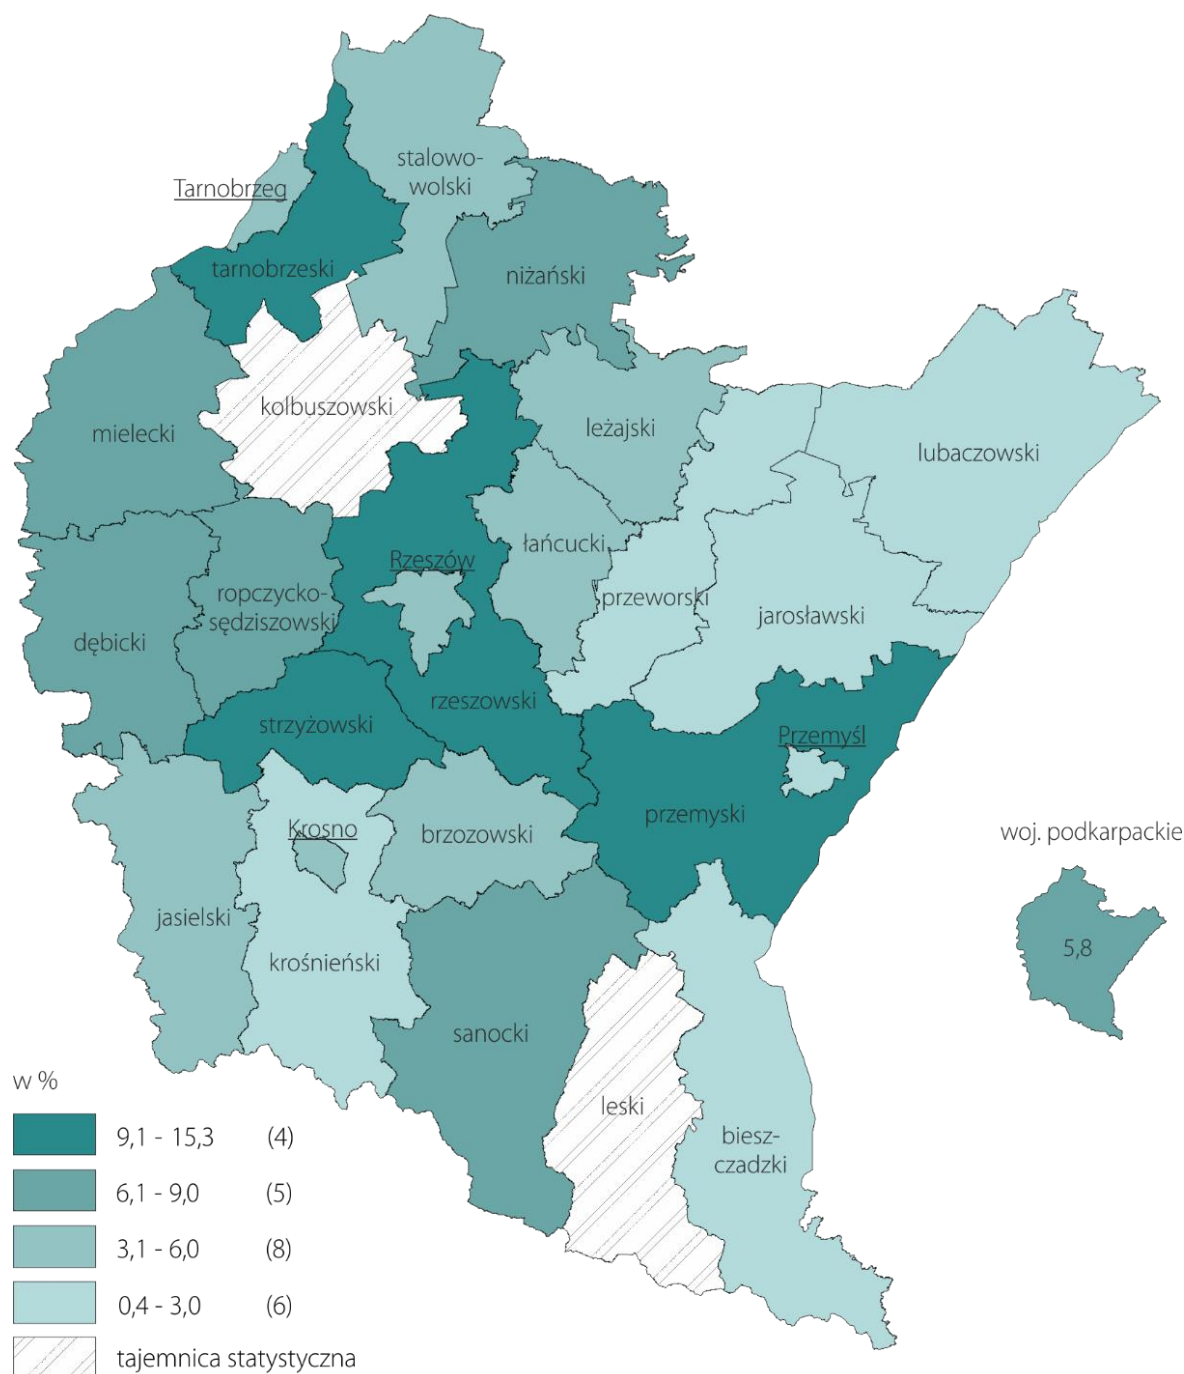 stalowo-
wolski
Tarnobrzeg
tarnobrzeski
niżański
kolbuszowski
mielecki
leżajski
lubaczowski
Rzeszów
łańcucki
ropczycko-
sędziszowski
przeworski
jarosławski
dębicki
rzeszowski
strzyżowski
Przemyśl
przemyski
Krosno
brzozowski
woj. podkarpackie
jasielski
krośnieński
5,8
sanocki
leski
biesz-
czadzki
w %
9,1 - 15,3 (4)
6,1 - 9,0 (5)
3,1 - 6,0 (8)
0,4 - 3,0 (6)
tajemnica statystyczna